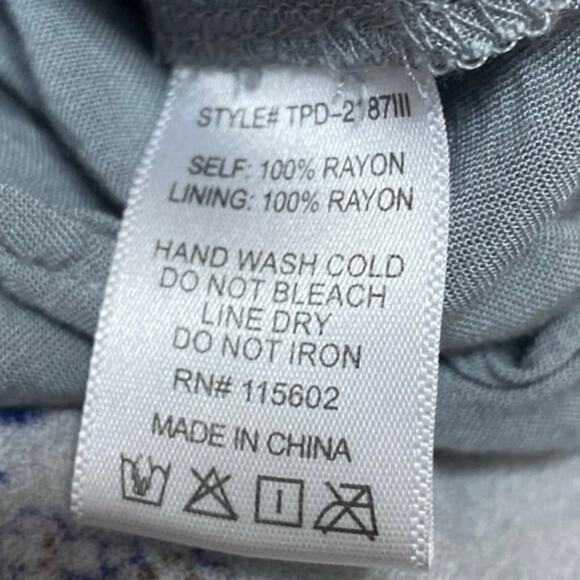 STYLE# TPD-2187III
SELF: 100% RAYON
LINING: 100% RAYON
HAND WASH COLD
DO NOT BLEACH
LINE DRY
DO NOT IRON
RN# 115602
MADE IN CHINA